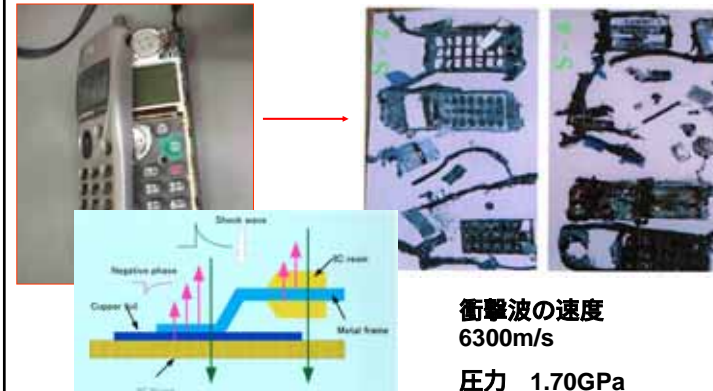 Shock wave
Negative phase
IC resin
Copper foil
Metal frame
衝撃波の速度
6300m/s
圧力 1.70GPa